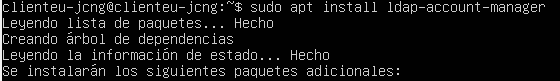 clienteu-jcng@clienteu-jcng:~$ sudo apt install ldap-account-manager
Leyendo lista de paquetes... Hecho
Creando árbol de dependencias
Leyendo la información de estado... Hecho
Se instalarán los siguientes paquetes adicionales: